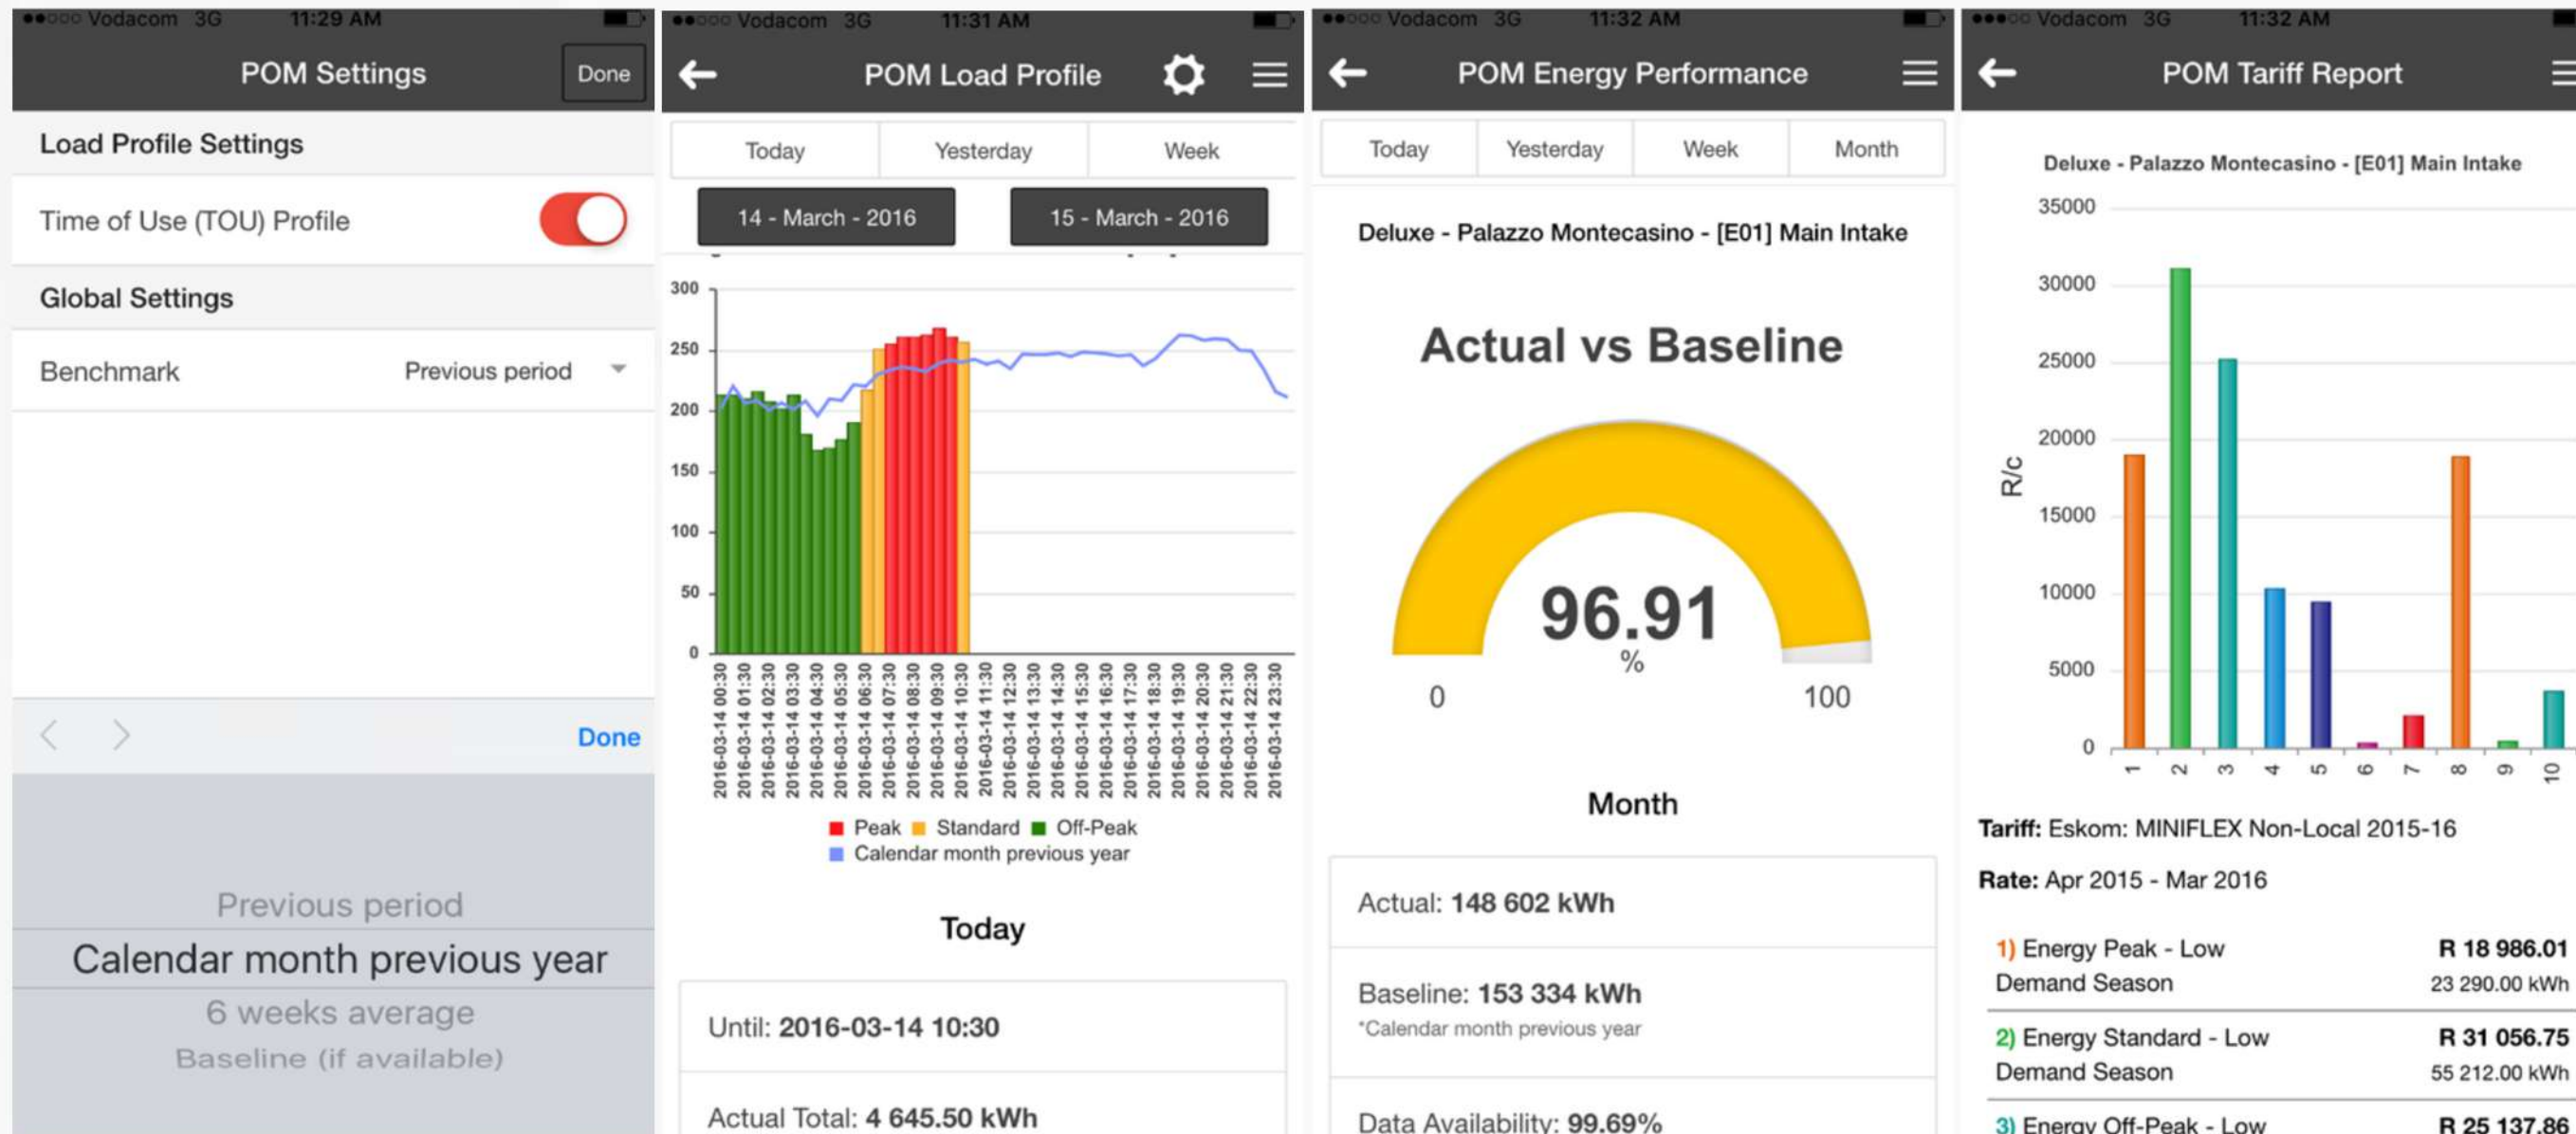 Vodacom 3G 11:29 AM
POM Settings Done
Load Profile Settings
Time of Use (TOU) Profile
Global Settings
Benchmark Previous period
Done
Previous period
Calendar month previous year
6 weeks average
Baseline (if available)
Vodacom 3G 11:31 AM
POM Load Profile
Today Yesterday Week
14 - March - 2016 15 - March - 2016
300
250
200
150
100
50
0
2016-03-14 00:30
2016-03-14 01:30
2016-03-14 02:30
2016-03-14 03:30
2016-03-14 04:30
2016-03-14 05:30
2016-03-14 06:30
2016-03-14 07:30
2016-03-14 08:30
2016-03-14 09:30
2016-03-14 10:30
2016-03-14 11:30
2016-03-14 12:30
2016-03-14 13:30
2016-03-14 14:30
2016-03-14 15:30
2016-03-14 16:30
2016-03-14 17:30
2016-03-14 18:30
2016-03-14 19:30
2016-03-14 20:30
2016-03-14 21:30
2016-03-14 22:30
2016-03-14 23:30
Peak Standard Off-Peak
Calendar month previous year
Today
Until: 2016-03-14 10:30
Actual Total: 4 645.50 kWh
Vodacom 3G 11:32 AM
POM Energy Performance
Today Yesterday Week Month
Deluxe - Palazzo Montecasino - [E01] Main Intake
Actual vs Baseline
96.91
%
0 100
Month
Actual: 148 602 kWh
Baseline: 153 334 kWh
*Calendar month previous year
Data Availability: 99.69%
Vodacom 3G 11:32 AM
POM Tariff Report
Deluxe - Palazzo Montecasino - [E01] Main Intake
35000
30000
25000
20000
15000
10000
5000
0
R/c
1 2 3 4 5 6 7 8 9 10
Tariff: Eskom: MINIFLEX Non-Local 2015-16
Rate: Apr 2015 - Mar 2016
1) Energy Peak - Low R 18 986.01
Demand Season 23 290.00 kWh
2) Energy Standard - Low R 31 056.75
Demand Season 55 212.00 kWh
3) Energy Off-Peak - Low R 25 137.86